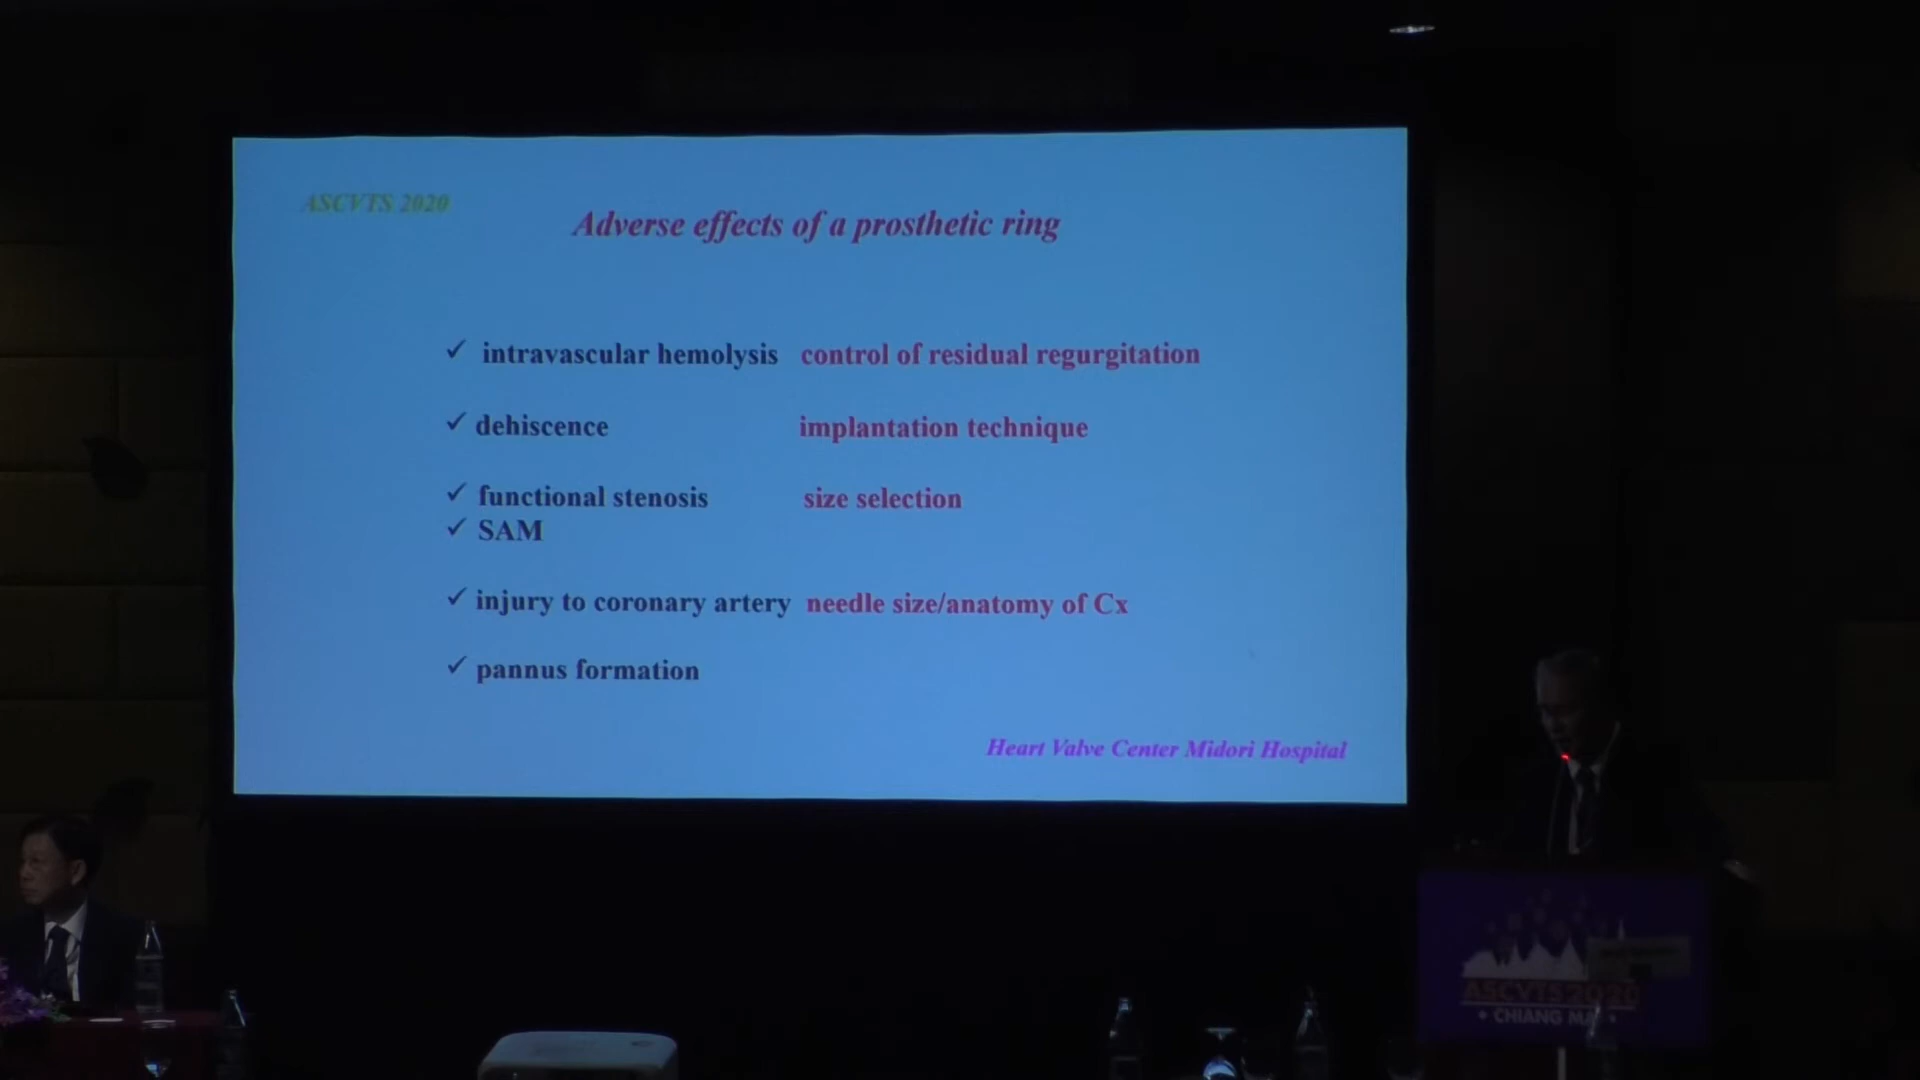 ASCVTS 2020
Adverse effects of a prosthetic ring
✓ intravascular hemolysis control of residual regurgitation
✓ dehiscence implantation technique
✓ functional stenosis size selection
✓ SAM
✓ injury to coronary artery needle size/anatomy of Cx
✓ pannus formation
Heart Valve Center Midori Hospital
ASCVTS 2020
• CHIANG MAI •